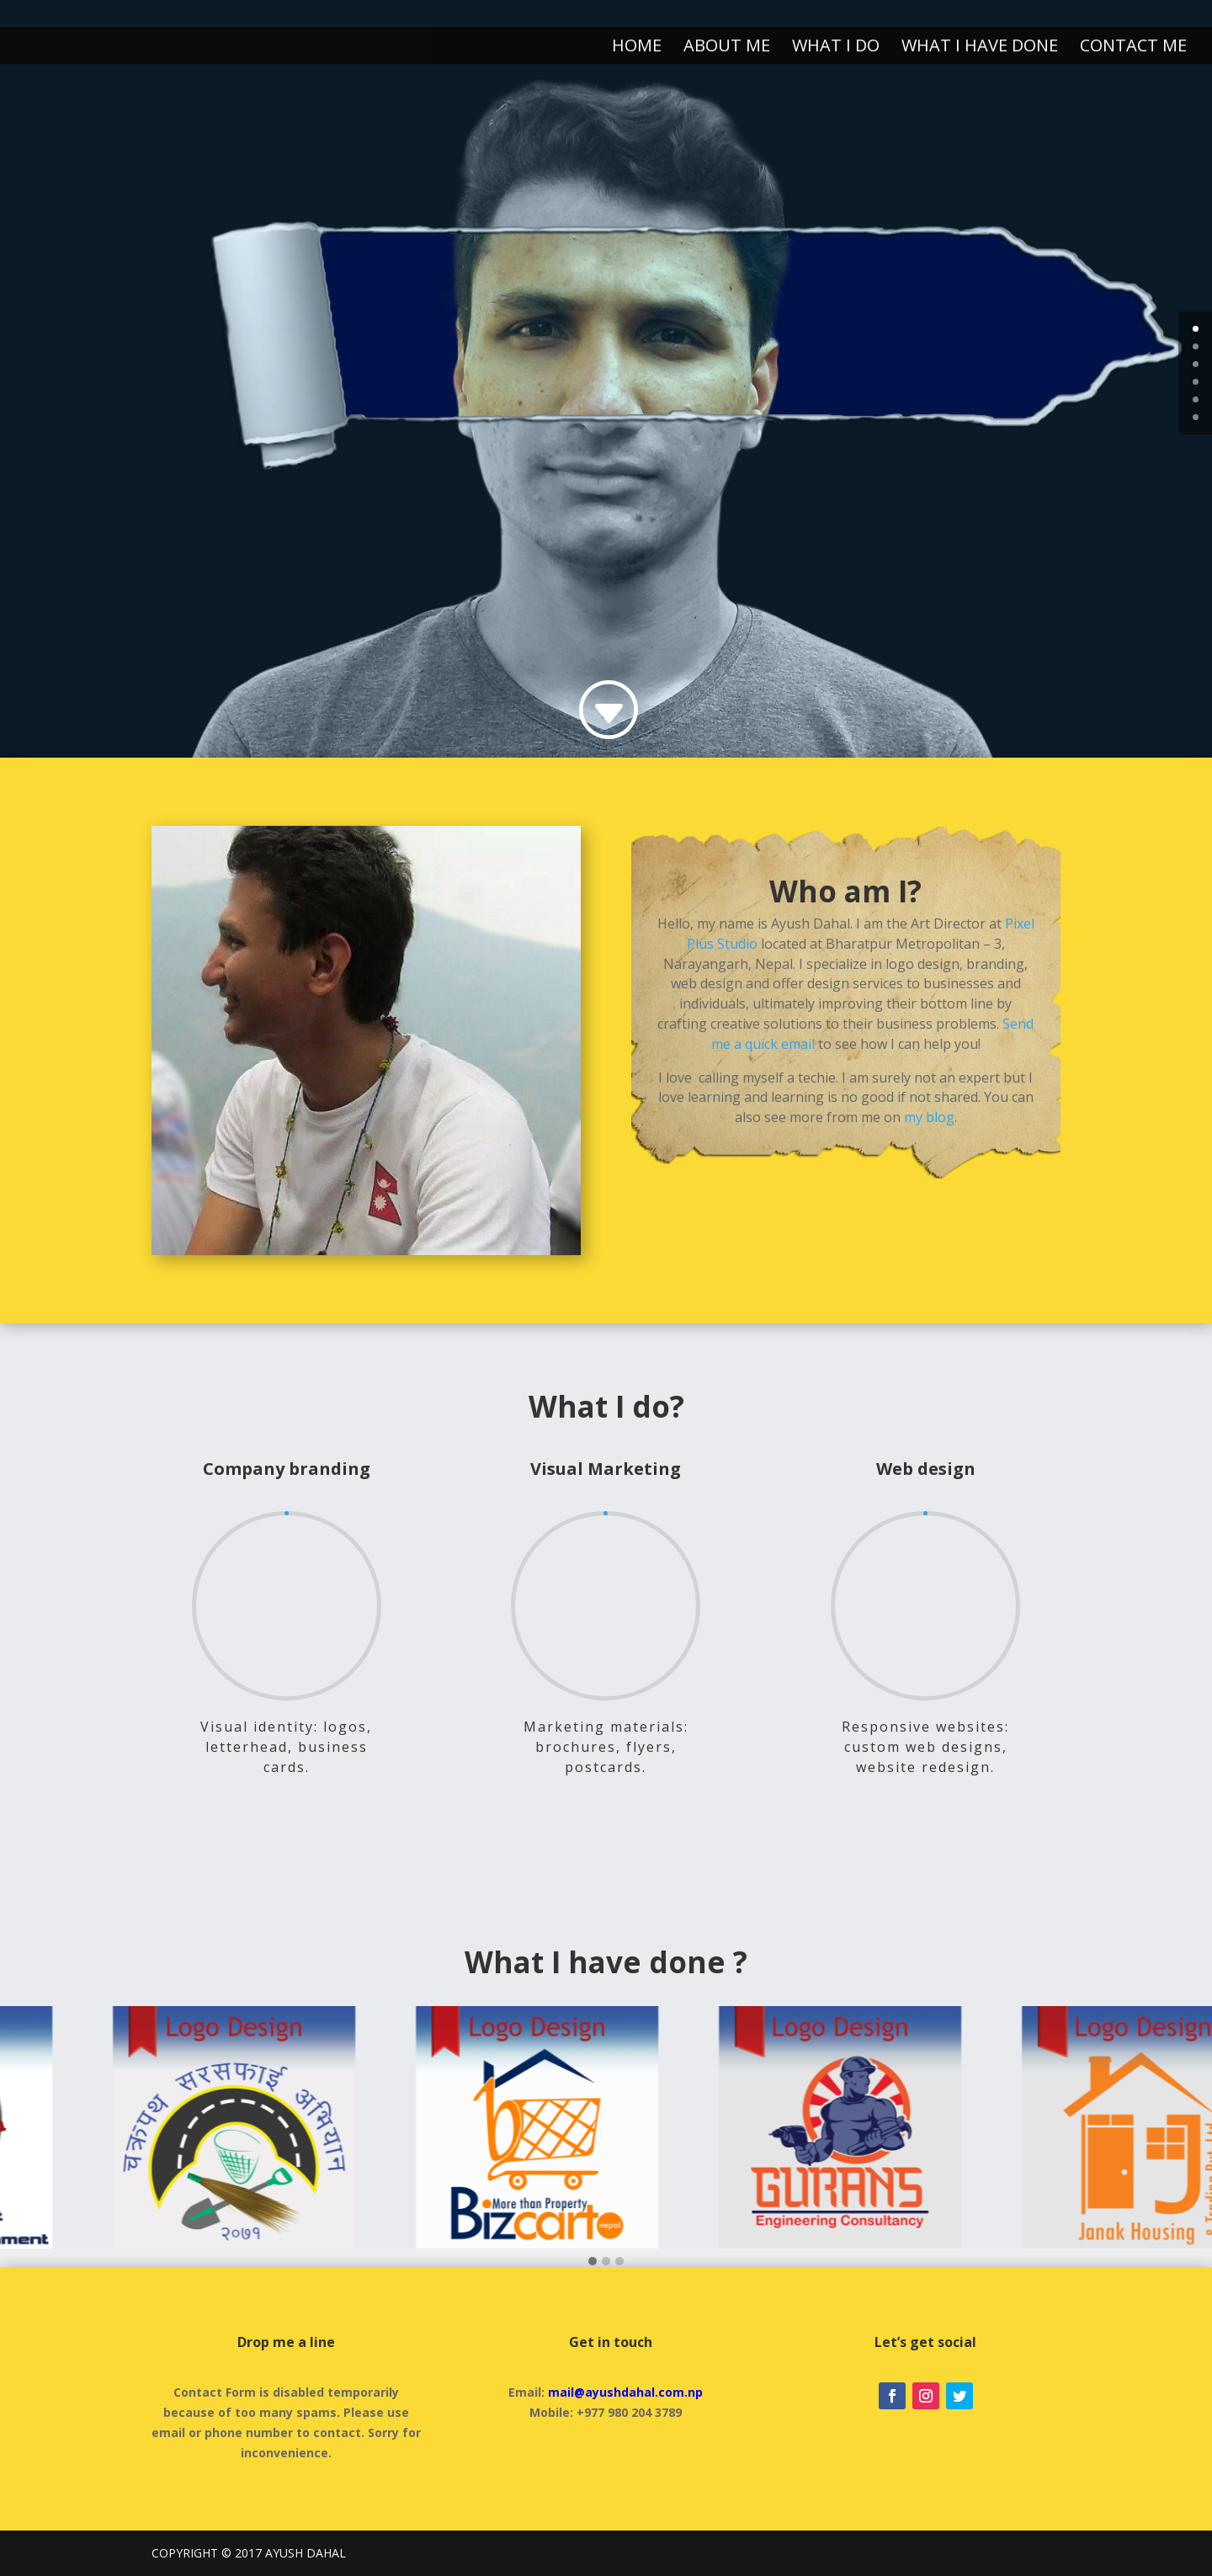 HOME ABOUT ME WHAT I DO WHAT I HAVE DONE CONTACT ME
Who am I?
Hello, my name is Ayush Dahal. I am the Art Director at Pixel
Plus Studio located at Bharatpur Metropolitan – 3,
Narayangarh, Nepal. I specialize in logo design, branding,
web design and offer design services to businesses and
individuals, ultimately improving their bottom line by
crafting creative solutions to their business problems. Send
me a quick email to see how I can help you!
I love calling myself a techie. I am surely not an expert but I
love learning and learning is no good if not shared. You can
also see more from me on my blog.
What I do?
Company branding
Visual identity: logos,
letterhead, business
cards.
Visual Marketing
Marketing materials:
brochures, flyers,
postcards.
Web design
Responsive websites:
custom web designs,
website redesign.
What I have done ?
Logo Design
चक्रपथ सरसफाई अभियान
२०७१
Logo Design
More than Property
Bizcart
nepal
Logo Design
GURANS
Engineering Consultancy
Logo Design
Janak Housing
& Trading Pvt. Ltd.
Drop me a line
Contact Form is disabled temporarily
because of too many spams. Please use
email or phone number to contact. Sorry for
inconvenience.
Get in touch
Email: mail@ayushdahal.com.np
Mobile: +977 980 204 3789
Let’s get social
COPYRIGHT © 2017 AYUSH DAHAL